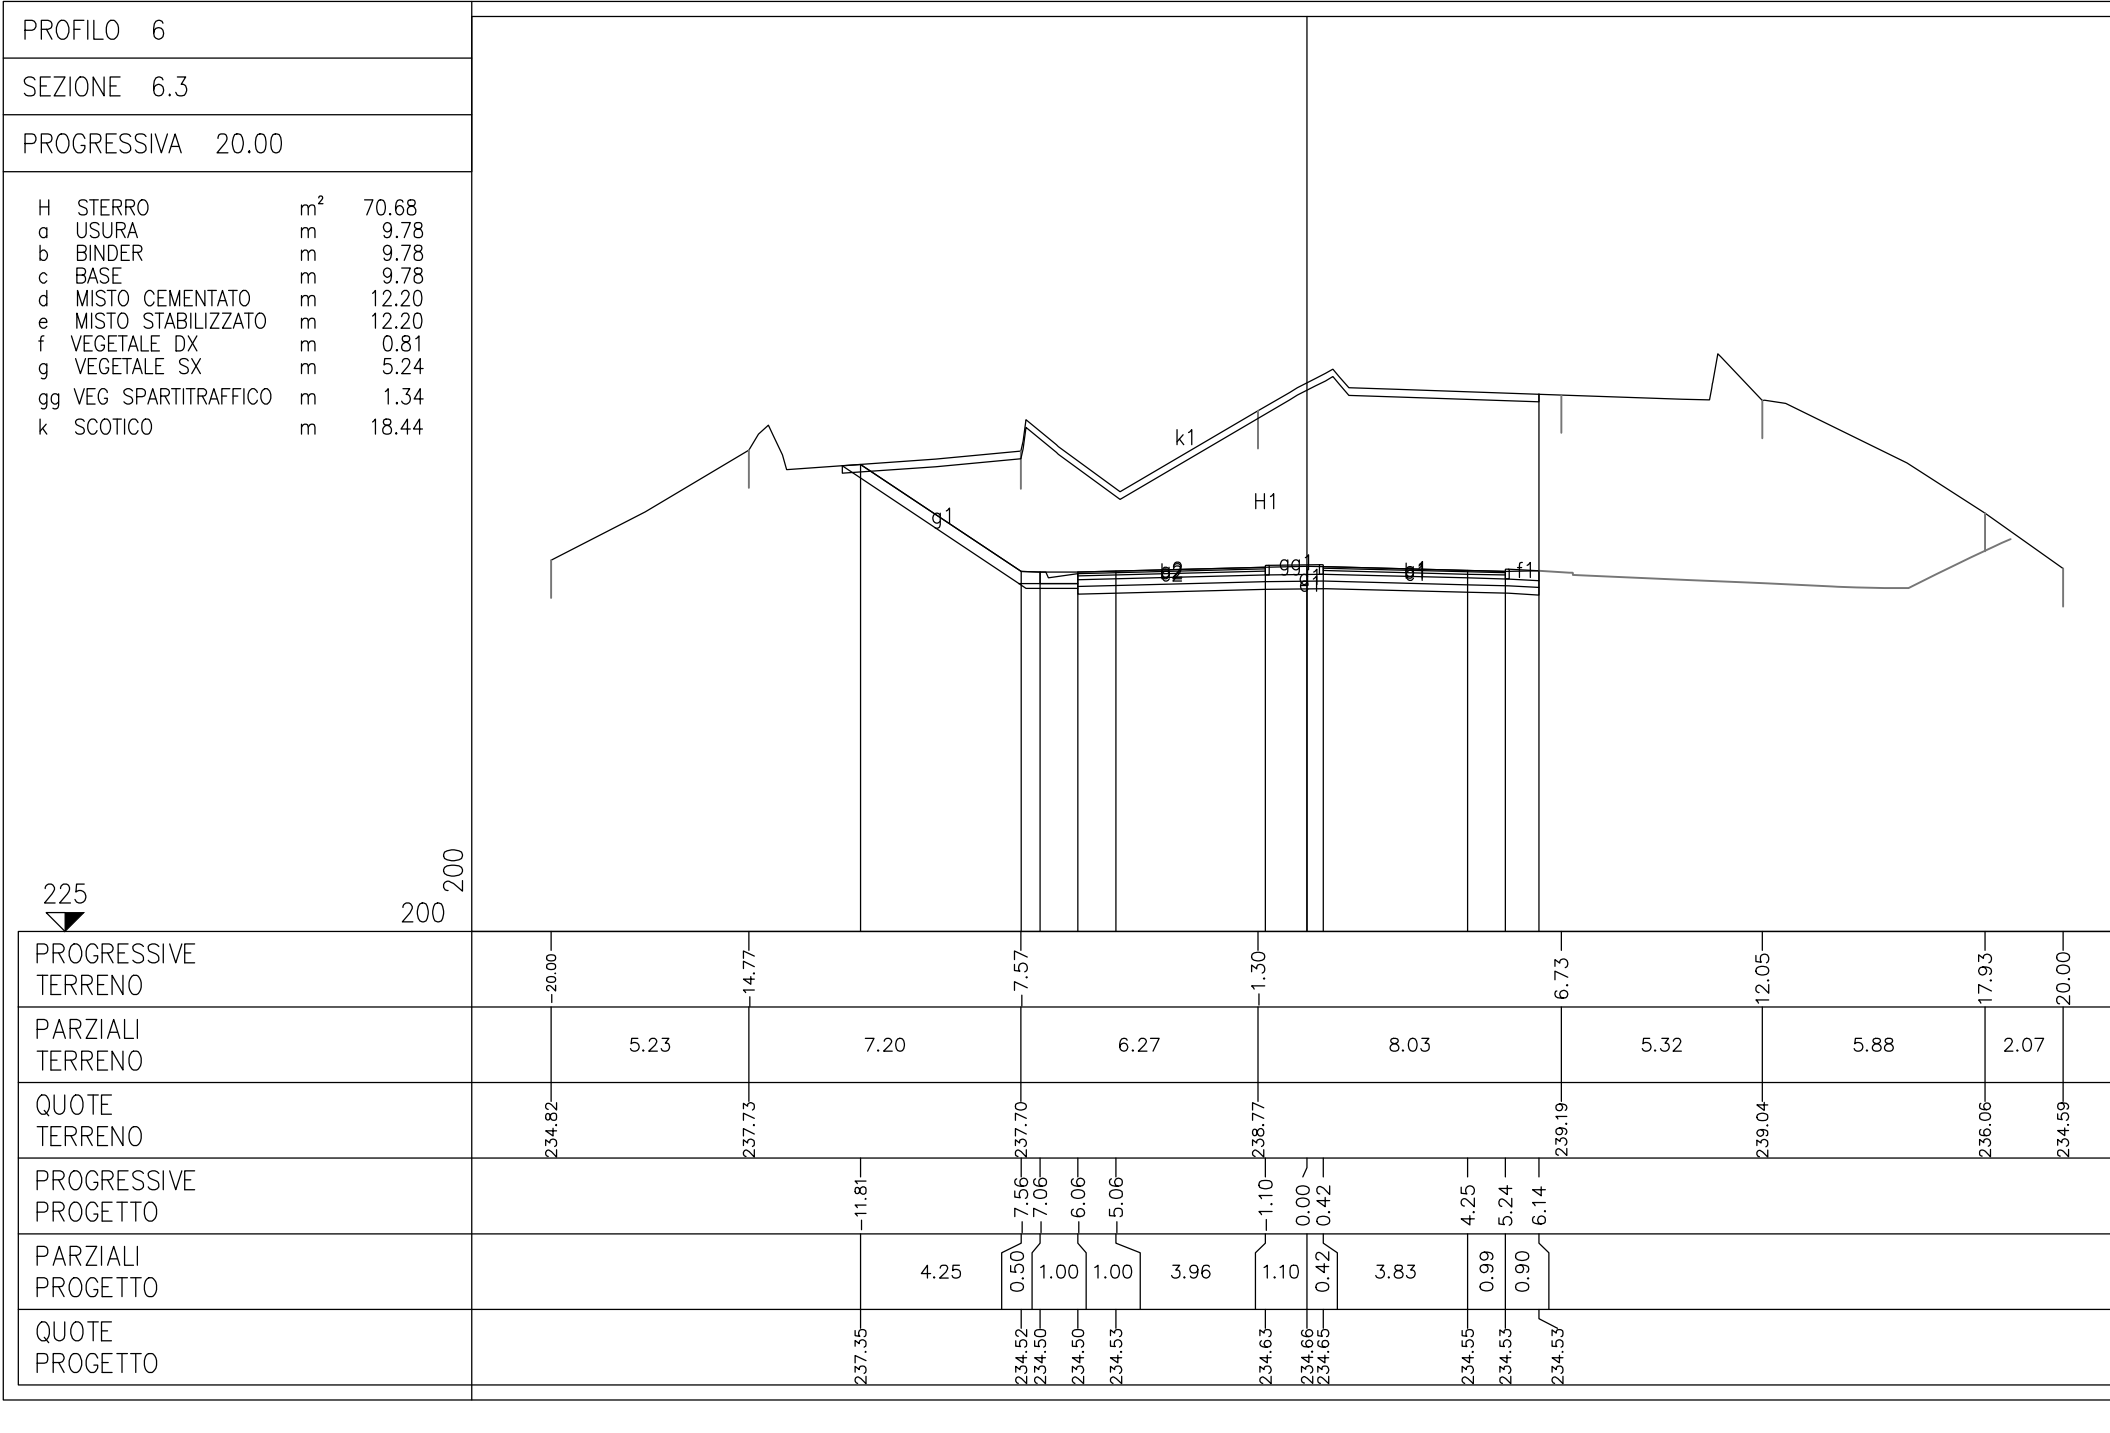 PROFILO 6
SEZIONE 6.3
PROGRESSIVA 20.00
H STERRO m² 70.68
a USURA m 9.78
b BINDER m 9.78
c BASE m 9.78
d MISTO CEMENTATO m 12.20
e MISTO STABILIZZATO m 12.20
f VEGETALE DX m 0.81
g VEGETALE SX m 5.24
gg VEG SPARTITRAFFICO m 1.34
k SCOTICO m 18.44
k1
H1
g1
gg1
f1
200
225
200
PROGRESSIVE
TERRENO
-20.00 -14.77 -7.57 -1.30 6.73 12.05 17.93 20.00
PARZIALI
TERRENO
5.23 7.20 6.27 8.03 5.32 5.88 2.07
QUOTE
TERRENO
234.82 237.73 237.70 238.77 239.19 239.04 236.06 234.59
PROGRESSIVE
PROGETTO
-11.81 -7.56 -7.06 -6.06 -5.06 -1.10 0.00 0.42 4.25 5.24 6.14
PARZIALI
PROGETTO
4.25 0.50 1.00 1.00 3.96 1.10 0.42 3.83 0.99 0.90
QUOTE
PROGETTO
237.35 234.52 234.50 234.50 234.53 234.63 234.66 234.65 234.55 234.53 234.53